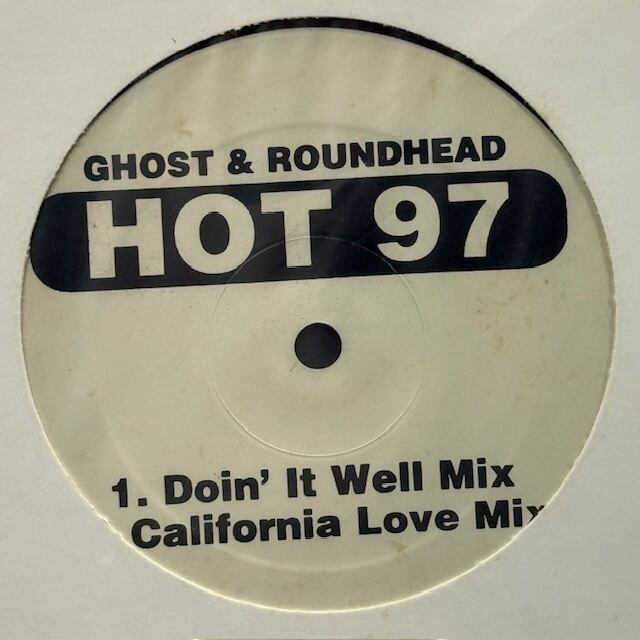 GHOST & ROUNDHEAD
HOT 97
1. Doin' It Well Mix
California Love Mix